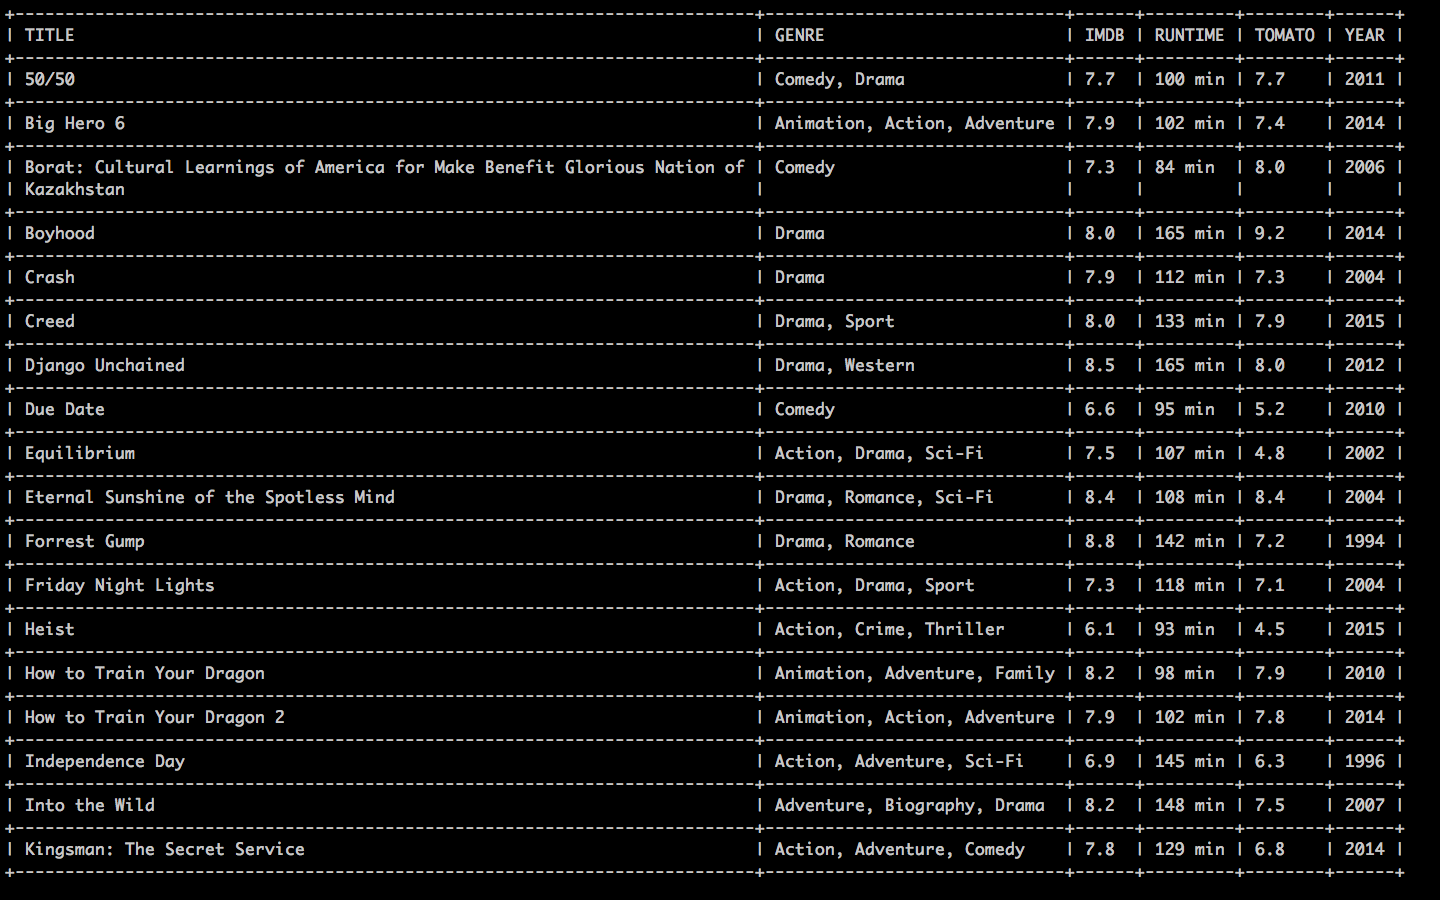 | TITLE | GENRE | IMDB | RUNTIME | TOMATO | YEAR |
| 50/50 | Comedy, Drama | 7.7 | 100 min | 7.7 | 2011 |
| Big Hero 6 | Animation, Action, Adventure | 7.9 | 102 min | 7.4 | 2014 |
| Borat: Cultural Learnings of America for Make Benefit Glorious Nation of | Comedy | 7.3 | 84 min | 8.0 | 2006 |
| Kazakhstan | | | | | |
| Boyhood | Drama | 8.0 | 165 min | 9.2 | 2014 |
| Crash | Drama | 7.9 | 112 min | 7.3 | 2004 |
| Creed | Drama, Sport | 8.0 | 133 min | 7.9 | 2015 |
| Django Unchained | Drama, Western | 8.5 | 165 min | 8.0 | 2012 |
| Due Date | Comedy | 6.6 | 95 min | 5.2 | 2010 |
| Equilibrium | Action, Drama, Sci-Fi | 7.5 | 107 min | 4.8 | 2002 |
| Eternal Sunshine of the Spotless Mind | Drama, Romance, Sci-Fi | 8.4 | 108 min | 8.4 | 2004 |
| Forrest Gump | Drama, Romance | 8.8 | 142 min | 7.2 | 1994 |
| Friday Night Lights | Action, Drama, Sport | 7.3 | 118 min | 7.1 | 2004 |
| Heist | Action, Crime, Thriller | 6.1 | 93 min | 4.5 | 2015 |
| How to Train Your Dragon | Animation, Adventure, Family | 8.2 | 98 min | 7.9 | 2010 |
| How to Train Your Dragon 2 | Animation, Action, Adventure | 7.9 | 102 min | 7.8 | 2014 |
| Independence Day | Action, Adventure, Sci-Fi | 6.9 | 145 min | 6.3 | 1996 |
| Into the Wild | Adventure, Biography, Drama | 8.2 | 148 min | 7.5 | 2007 |
| Kingsman: The Secret Service | Action, Adventure, Comedy | 7.8 | 129 min | 6.8 | 2014 |